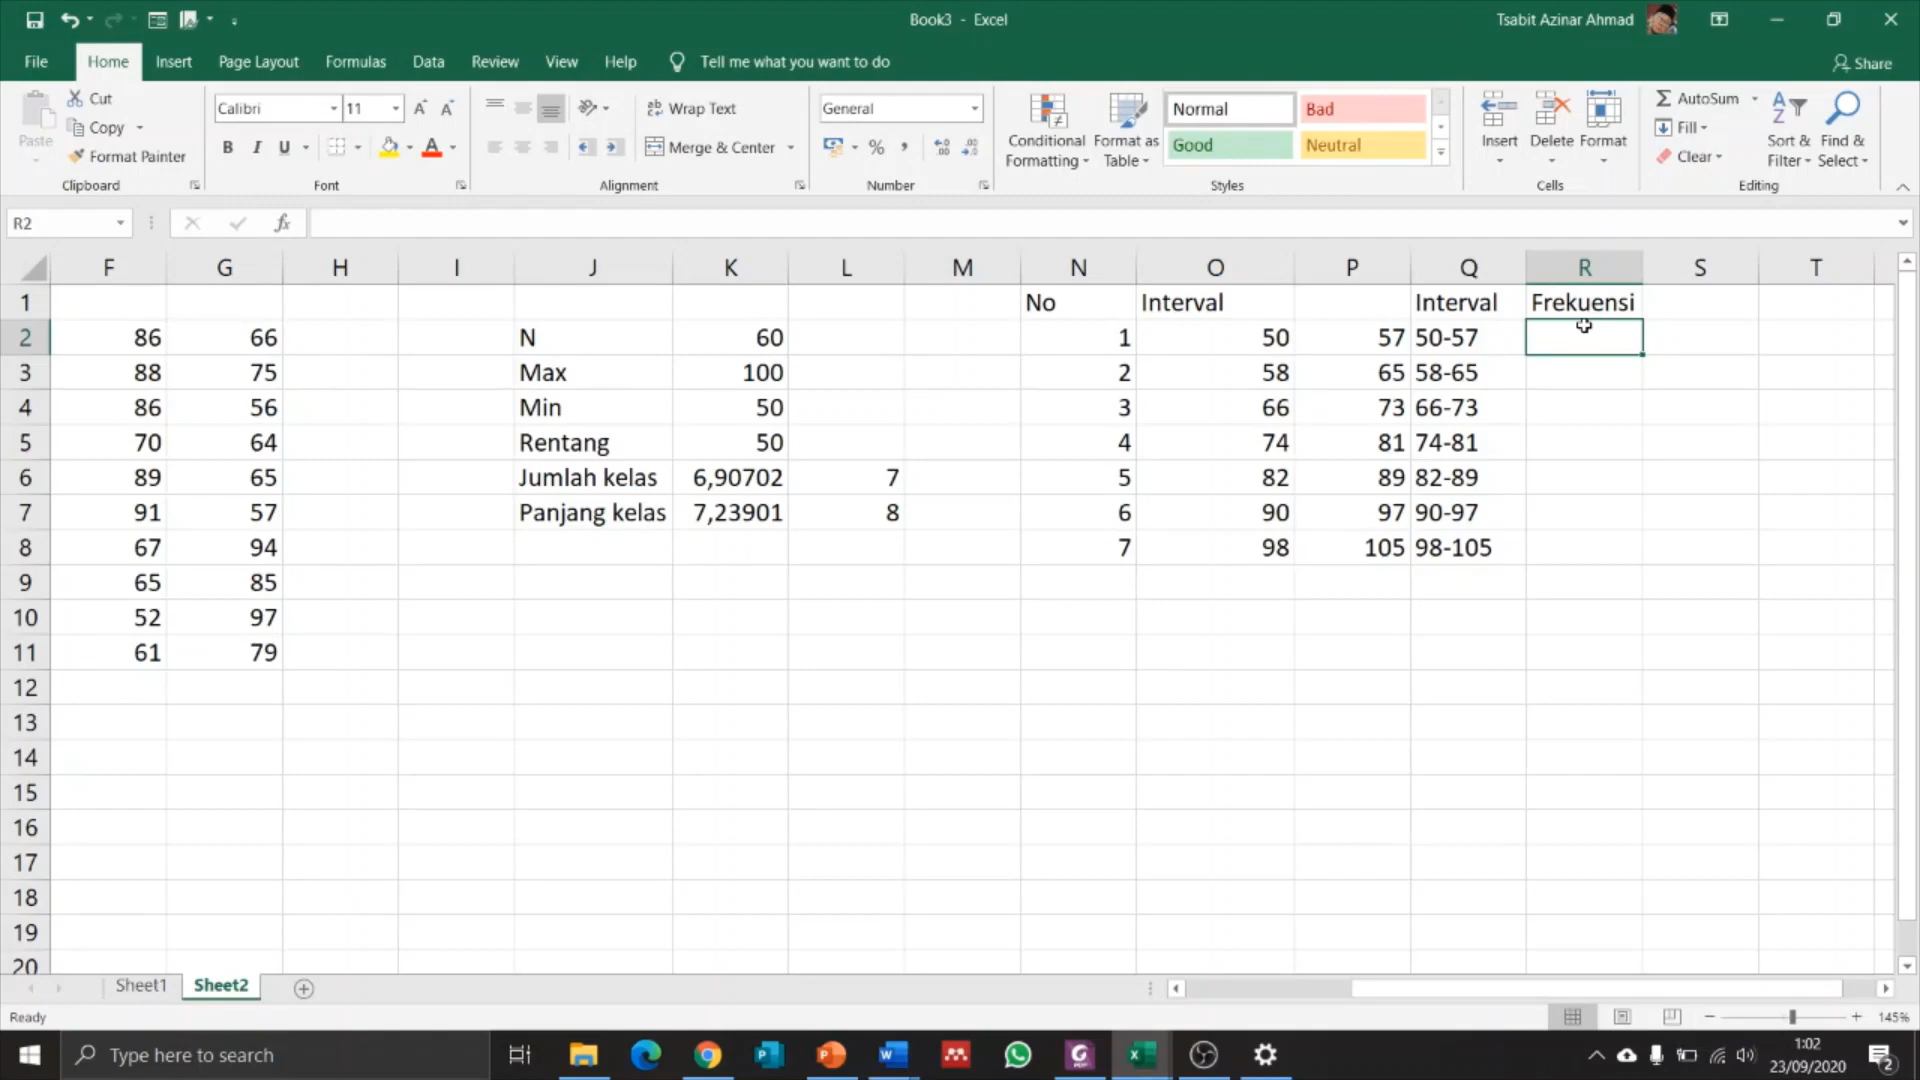 Book3 - Excel
Tsabit Azinar Ahmad
File Home Insert Page Layout Formulas Data Review View Help Tell me what you want to do Share
Paste
Cut
Copy
Format Painter
Clipboard
Calibri 11
B I U A
Font
Wrap Text
Merge & Center
Alignment
General
%
Number
Conditional Formatting
Format as Table
Normal Bad
Good Neutral
Styles
Insert Delete Format
Cells
AutoSum
Fill
Clear
Sort & Filter
Find & Select
Editing
R2 fx
F G H I J K L M N O P Q R S T
1 No Interval Interval Frekuensi
2 86 66 N 60 1 50 57 50-57
3 88 75 Max 100 2 58 65 58-65
4 86 56 Min 50 3 66 73 66-73
5 70 64 Rentang 50 4 74 81 74-81
6 89 65 Jumlah kelas 6,90702 7 5 82 89 82-89
7 91 57 Panjang kelas 7,23901 8 6 90 97 90-97
8 67 94 7 98 105 98-105
9 65 85
10 52 97
11 61 79
12
13
14
15
16
17
18
19
20
Sheet1 Sheet2
Ready 145%
Type here to search
1:02
23/09/2020
2